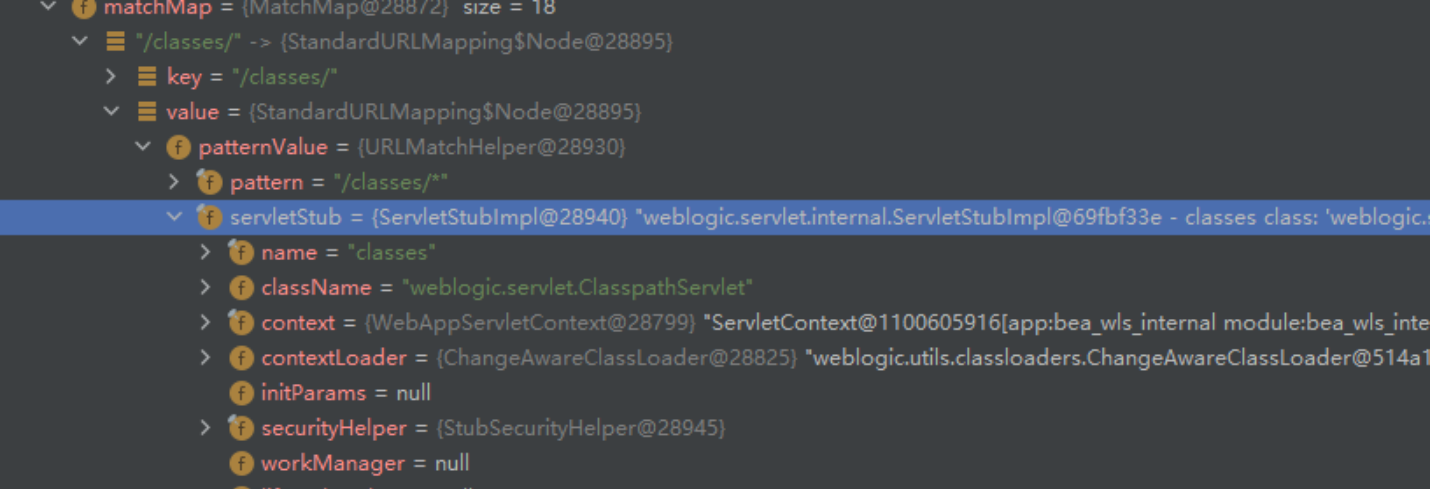 matchMap = {MatchMap@28872} size = 18
"/classes/" -> {StandardURLMapping$Node@28895}
key = "/classes/"
value = {StandardURLMapping$Node@28895}
patternValue = {URLMatchHelper@28930}
pattern = "/classes/*"
servletStub = {ServletStubImpl@28940} "weblogic.servlet.internal.ServletStubImpl@69fbf33e - classes class: 'weblogic.s
name = "classes"
className = "weblogic.servlet.ClasspathServlet"
context = {WebAppServletContext@28799} "ServletContext@1100605916[app:bea_wls_internal module:bea_wls_inte
contextLoader = {ChangeAwareClassLoader@28825} "weblogic.utils.classloaders.ChangeAwareClassLoader@514a1
initParams = null
securityHelper = {StubSecurityHelper@28945}
workManager = null